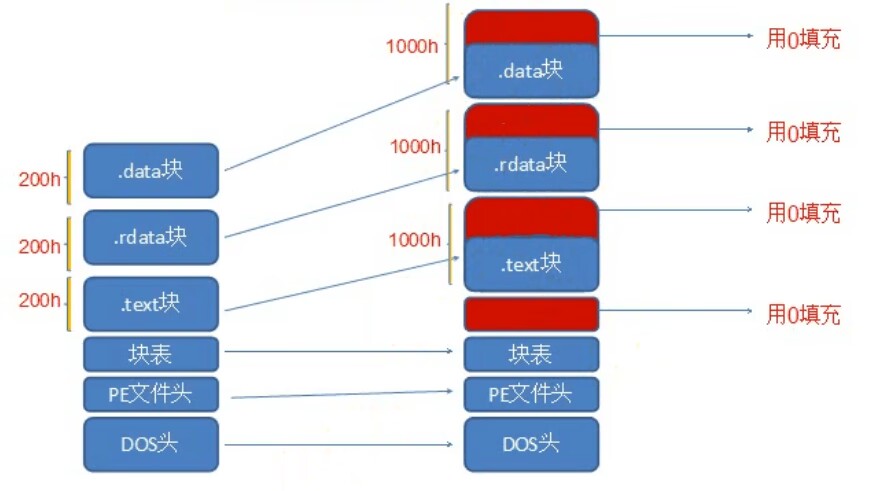 1000h
.data块
用0填充
1000h
.rdata块
用0填充
200h
.data块
1000h
.text块
用0填充
200h
.rdata块
200h
.text块
用0填充
块表
块表
PE文件头
PE文件头
DOS头
DOS头